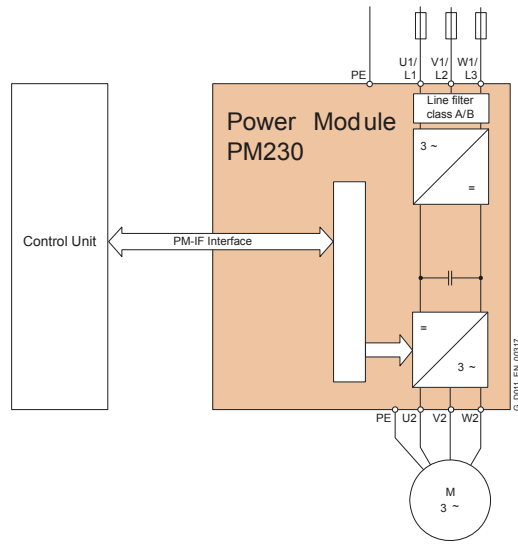 U1/ V1/ W1/
PE L1 L2 L3
Line filter
class A/B
Power Module
PM230
3 ~
=
Control Unit
PM-IF Interface
=
3 ~
G_D011_EN_00317
PE U2 V2 W2
M
3 ~